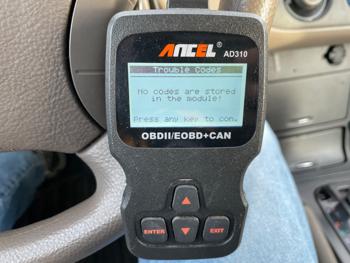 ANCEL®
AD310
Trouble Codes
No codes are stored
in the module!
Press any key to con.
OBDII/EOBD+CAN
ENTER
EXIT